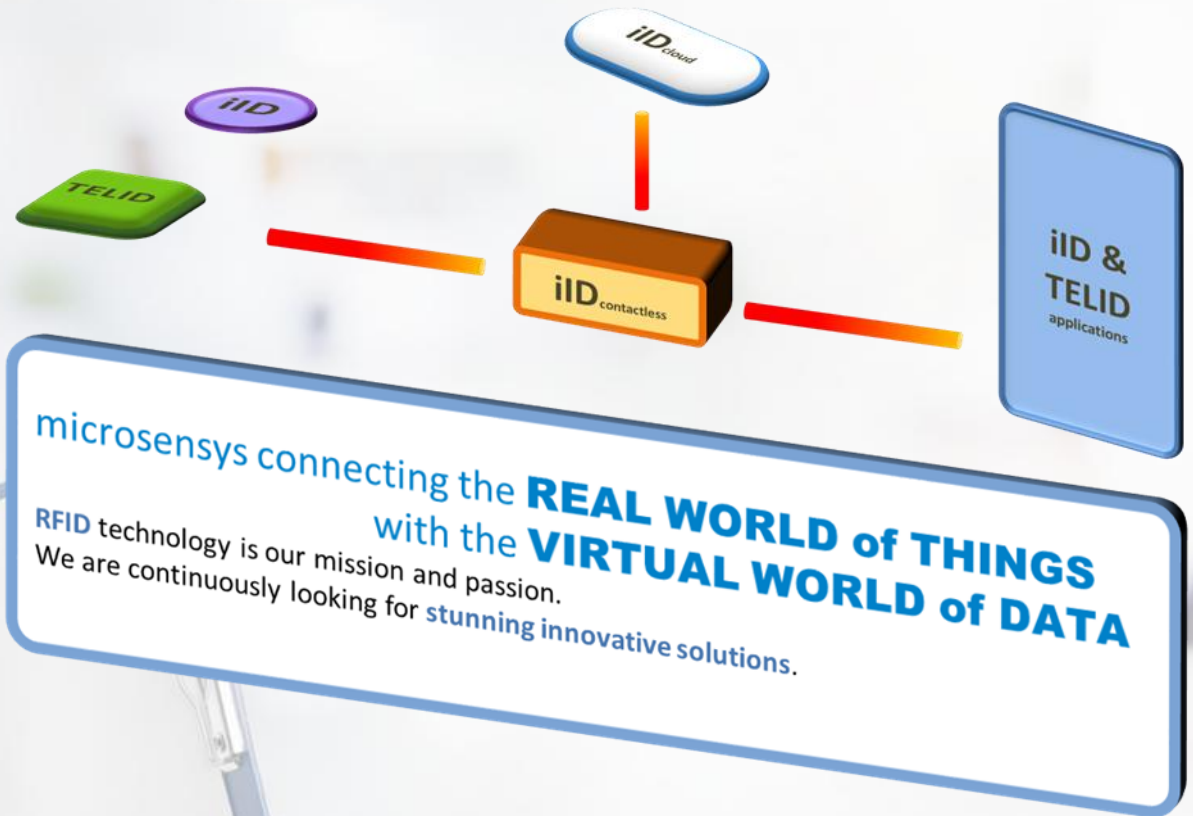 iID cloud
iID
TELID
iID contactless
iID &
TELID
applications
microsensys connecting the REAL WORLD of THINGS
with the VIRTUAL WORLD of DATA
RFID technology is our mission and passion.
We are continuously looking for stunning innovative solutions.